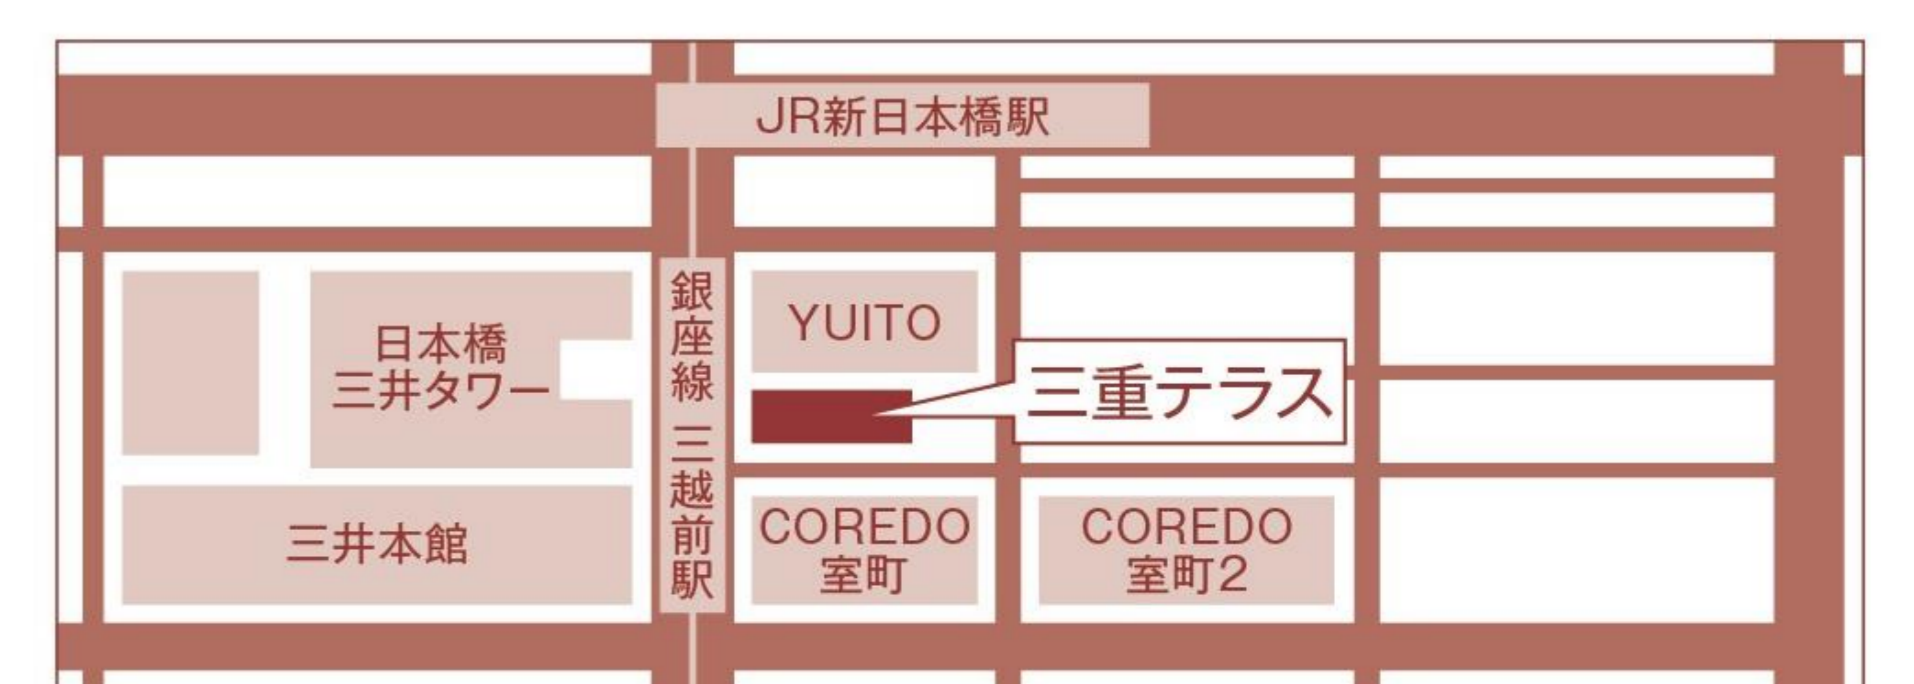 JR新日本橋駅
銀座線 三越前駅
YUITO
日本橋
三井タワー
三重テラス
三井本館
COREDO
室町
COREDO
室町2